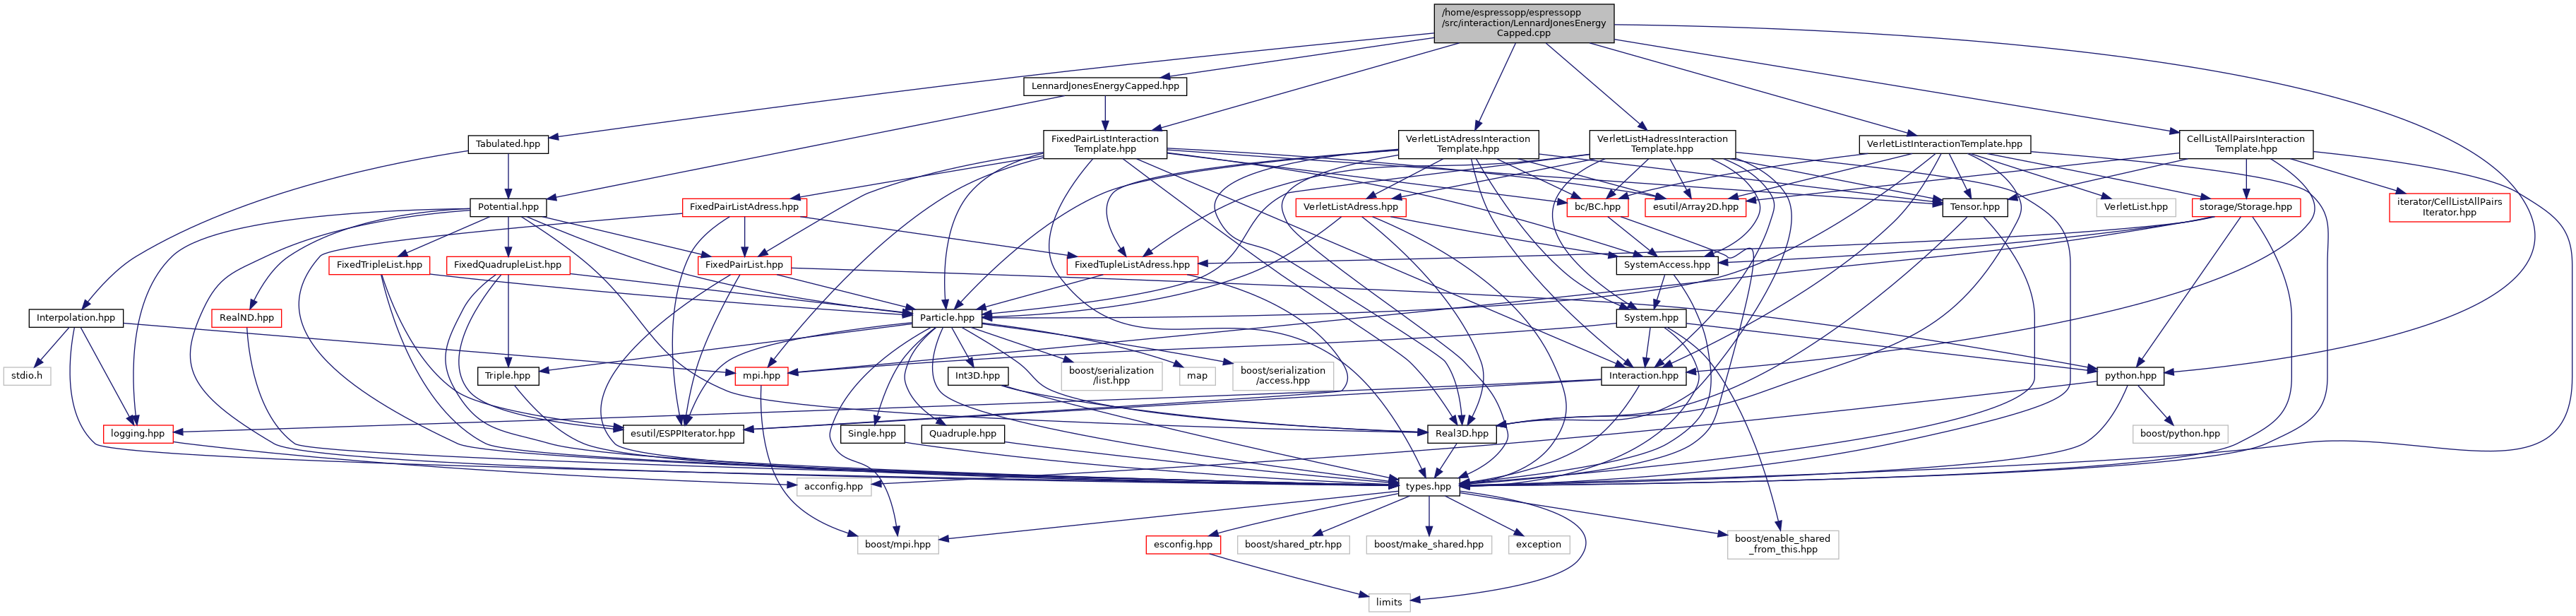 /home/espressopp/espressopp
/src/interaction/LennardJonesEnergy
Capped.cpp
LennardJonesEnergyCapped.hpp
Tabulated.hpp
FixedPairListInteraction
Template.hpp
VerletListAdressInteraction
Template.hpp
VerletListHadressInteraction
Template.hpp
VerletListInteractionTemplate.hpp
CellListAllPairsInteraction
Template.hpp
Potential.hpp
FixedPairListAdress.hpp
VerletListAdress.hpp
bc/BC.hpp
esutil/Array2D.hpp
Tensor.hpp
VerletList.hpp
storage/Storage.hpp
iterator/CellListAllPairs
Iterator.hpp
FixedTripleList.hpp
FixedQuadrupleList.hpp
FixedPairList.hpp
FixedTupleListAdress.hpp
SystemAccess.hpp
Interpolation.hpp
RealND.hpp
Particle.hpp
System.hpp
stdio.h
Triple.hpp
mpi.hpp
Int3D.hpp
boost/serialization
/list.hpp
map
boost/serialization
/access.hpp
Interaction.hpp
python.hpp
logging.hpp
esutil/ESPPIterator.hpp
Single.hpp
Quadruple.hpp
Real3D.hpp
boost/python.hpp
acconfig.hpp
types.hpp
boost/mpi.hpp
esconfig.hpp
boost/shared_ptr.hpp
boost/make_shared.hpp
exception
boost/enable_shared
_from_this.hpp
limits